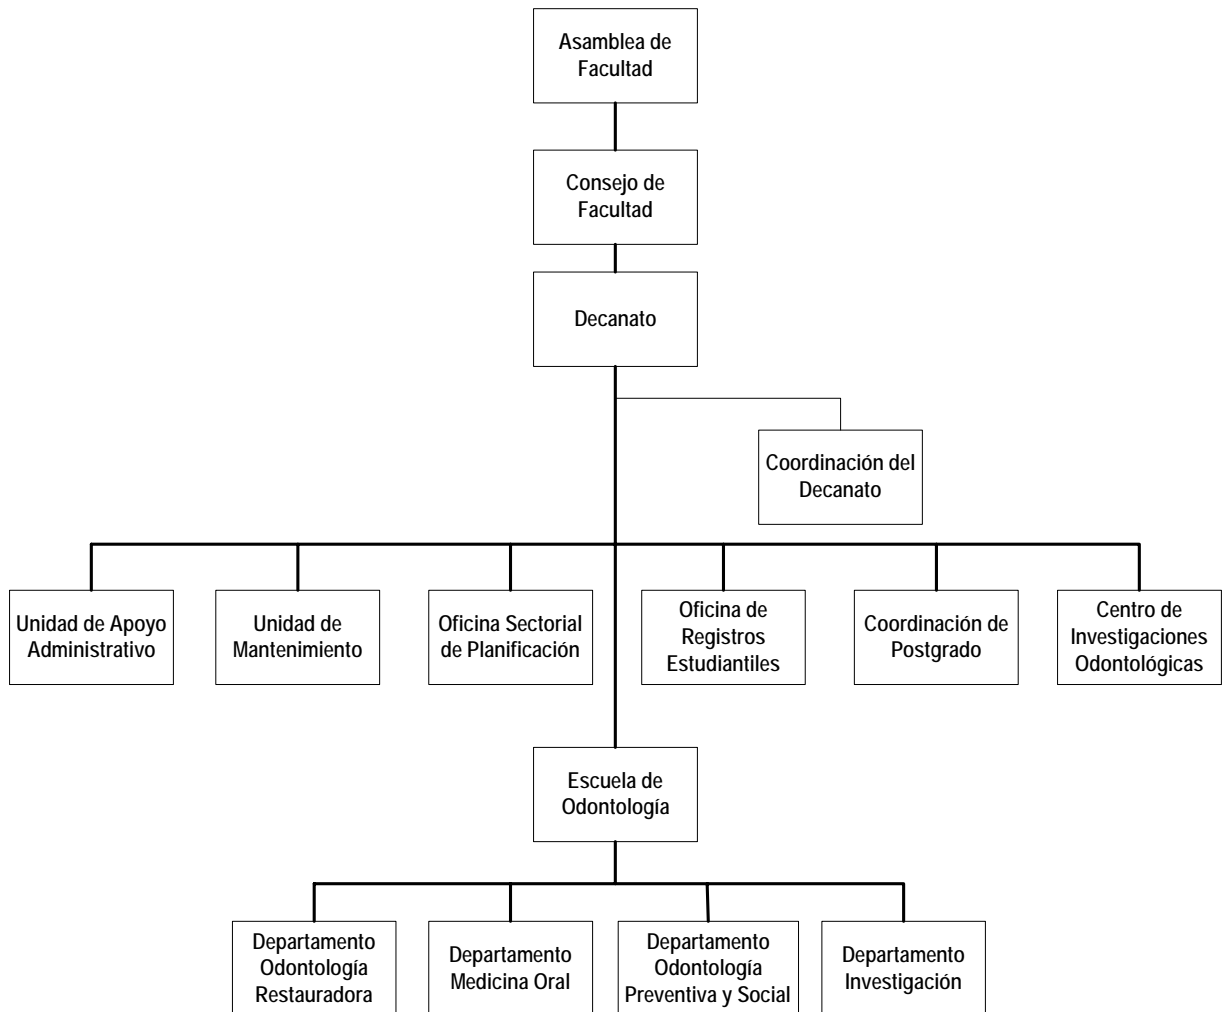 Asamblea de
Facultad
Consejo de
Facultad
Decanato
Coordinación del
Decanato
Unidad de Apoyo
Administrativo
Unidad de
Mantenimiento
Oficina Sectorial
de Planificación
Oficina de
Registros
Estudiantiles
Coordinación de
Postgrado
Centro de
Investigaciones
Odontológicas
Escuela de
Odontología
Departamento
Odontología
Restauradora
Departamento
Medicina Oral
Departamento
Odontología
Preventiva y Social
Departamento
Investigación